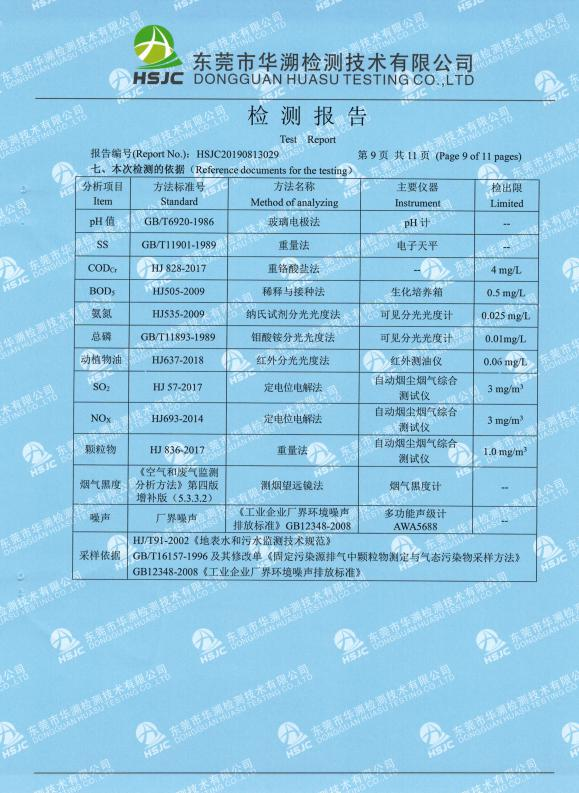 HSJC
东莞市华溯检测技术有限公司
DONGGUAN HUASU TESTING CO.,LTD
检 测 报 告
Test Report
报告编号(Report No.)：HSJC20190813029
第 9 页 共 11 页 (Page 9 of 11 pages)
七、本次检测的依据（Reference documents for the testing）
分析项目 方法标准号 方法名称 主要仪器 检出限
Item Standard Method of analyzing Instrument Limited
pH 值 GB/T6920-1986 玻璃电极法 pH 计 --
SS GB/T11901-1989 重量法 电子天平 --
CODCr HJ 828-2017 重铬酸盐法 -- 4 mg/L
BOD5 HJ505-2009 稀释与接种法 生化培养箱 0.5 mg/L
氨氮 HJ535-2009 纳氏试剂分光光度法 可见分光光度计 0.025 mg/L
总磷 GB/T11893-1989 钼酸铵分光光度法 可见分光光度计 0.01mg/L
动植物油 HJ637-2018 红外分光光度法 红外测油仪 0.06 mg/L
SO2 HJ 57-2017 定电位电解法 自动烟尘烟气综合
测试仪 3 mg/m³
NOX HJ693-2014 定电位电解法 自动烟尘烟气综合
测试仪 3 mg/m³
颗粒物 HJ 836-2017 重量法 自动烟尘烟气综合
测试仪 1.0 mg/m³
烟气黑度 《空气和废气监测
分析方法》第四版
增补版（5.3.3.2） 测烟望远镜法 烟气黑度计 --
噪声 厂界噪声 《工业企业厂界环境噪声
排放标准》GB12348-2008 多功能声级计
AWA5688 --
采样依据 HJ/T91-2002《地表水和污水监测技术规范》
GB/T16157-1996 及其修改单《固定污染源排气中颗粒物测定与气态污染物采样方法》
GB12348-2008《工业企业厂界环境噪声排放标准》